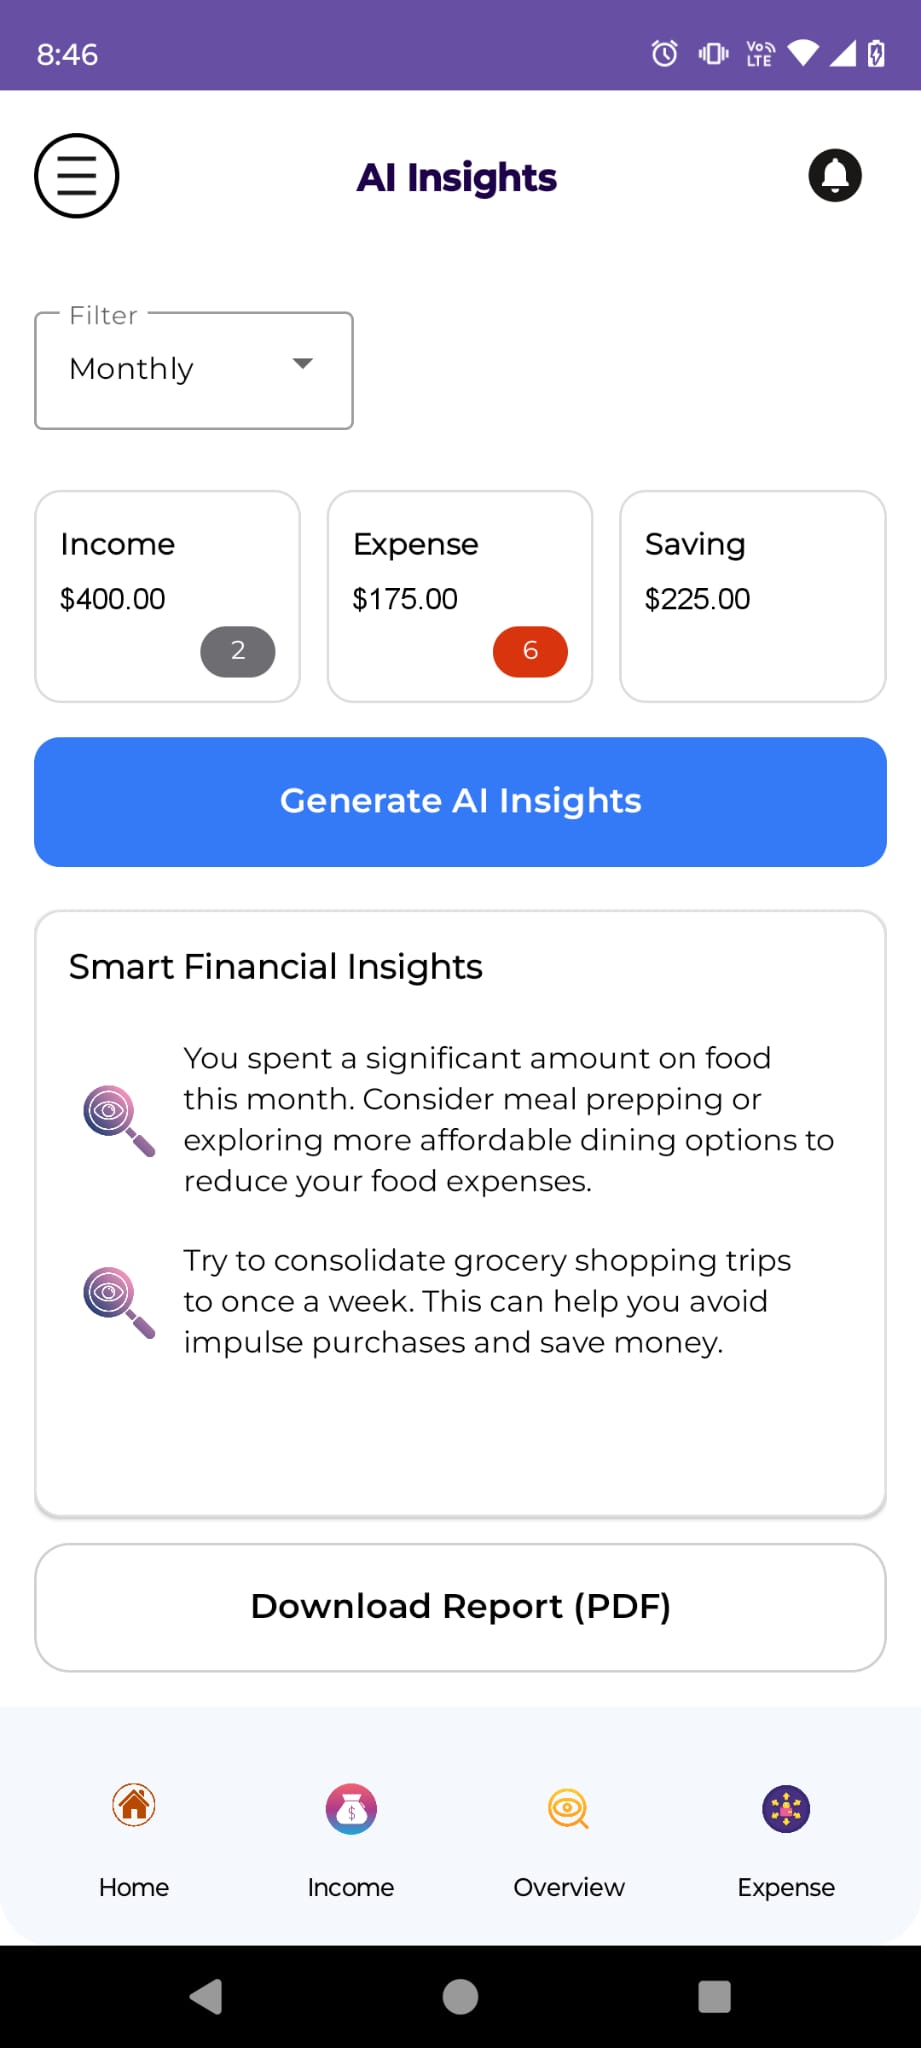 8:46
Vo LTE
AI Insights
Filter
Monthly
Income
$400.00
2
Expense
$175.00
6
Saving
$225.00
Generate AI Insights
Smart Financial Insights
You spent a significant amount on food
this month. Consider meal prepping or
exploring more affordable dining options to
reduce your food expenses.
Try to consolidate grocery shopping trips
to once a week. This can help you avoid
impulse purchases and save money.
Download Report (PDF)
Home
Income
Overview
Expense